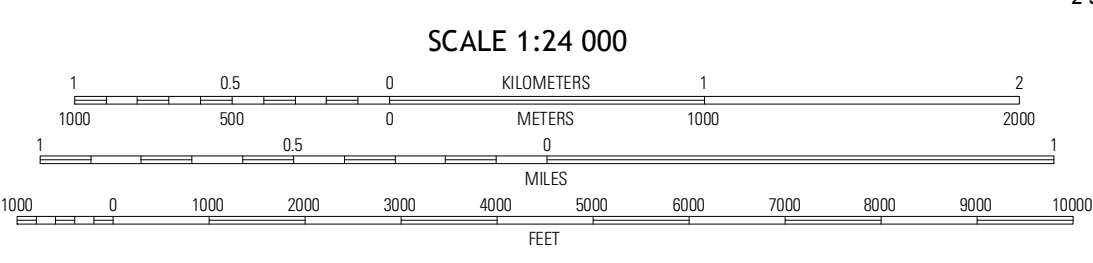 SCALE 1:24 000
1 0.5 0 KILOMETERS 1 2
1000 500 0 METERS 1000 2000
1 0.5 0 1
MILES
1000 0 1000 2000 3000 4000 5000 6000 7000 8000 9000 10000
FEET